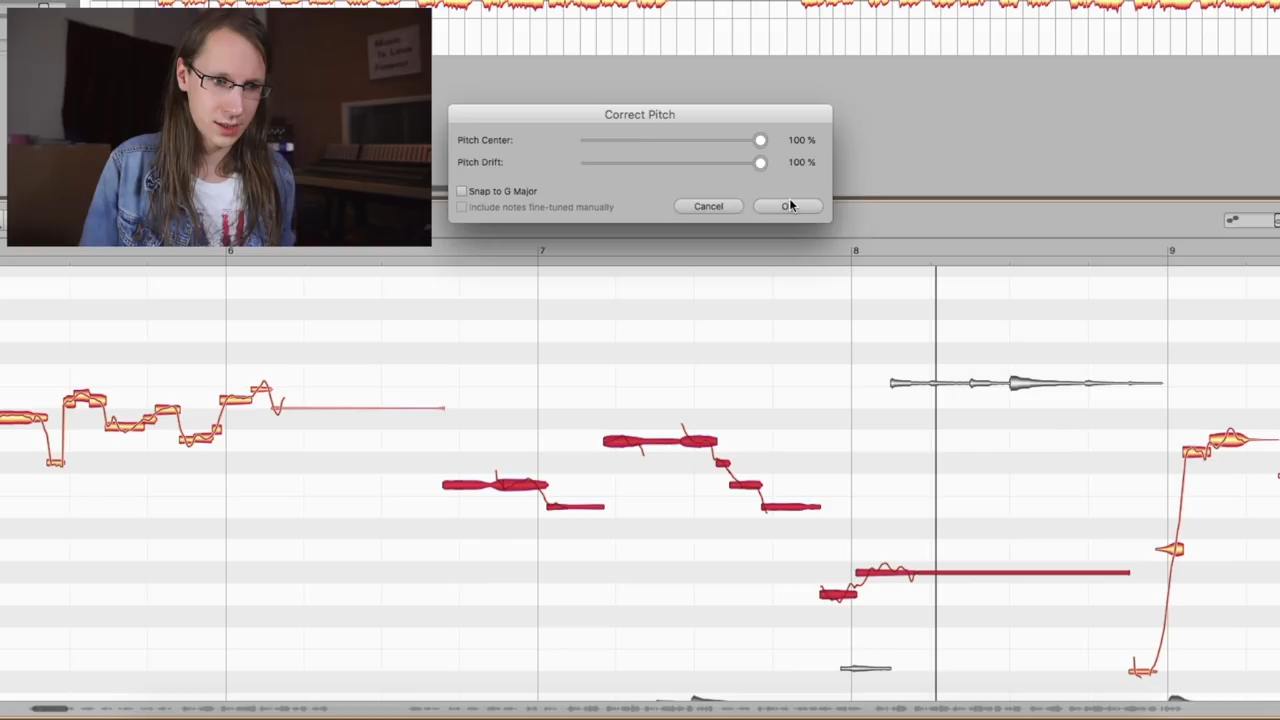 Correct Pitch
Pitch Center: 100 %
Pitch Drift: 100 %
Snap to G Major
Include notes fine-tuned manually
Cancel
6 7 8 9